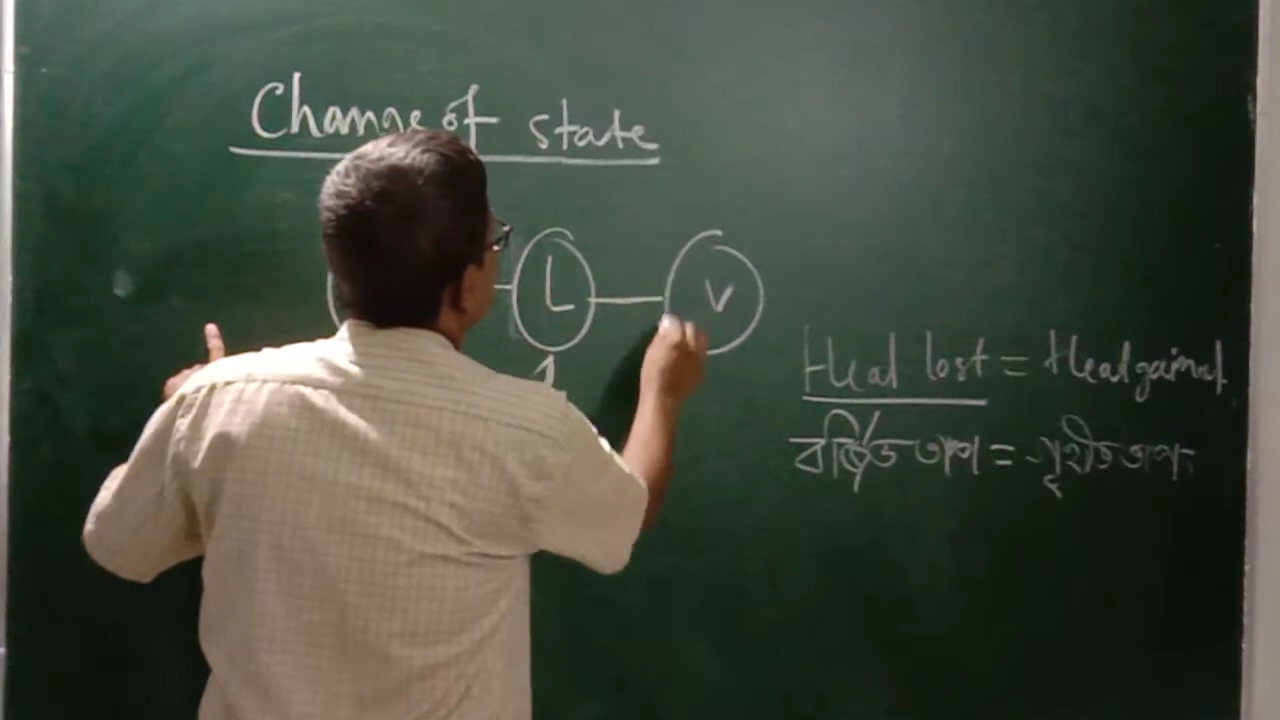 Change of state
L V
Heat lost = Heat gained
বর্জিত তাপ = গৃহীত তাপ